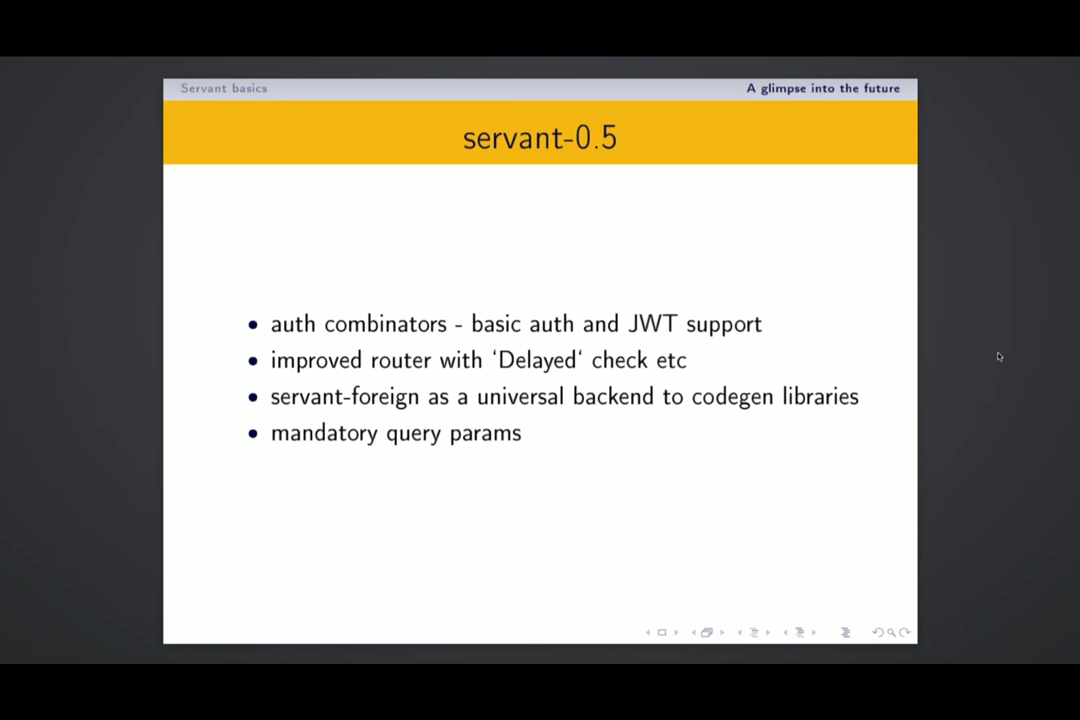 Servant basics
A glimpse into the future
servant-0.5
• auth combinators - basic auth and JWT support
• improved router with ‘Delayed‘ check etc
• servant-foreign as a universal backend to codegen libraries
• mandatory query params